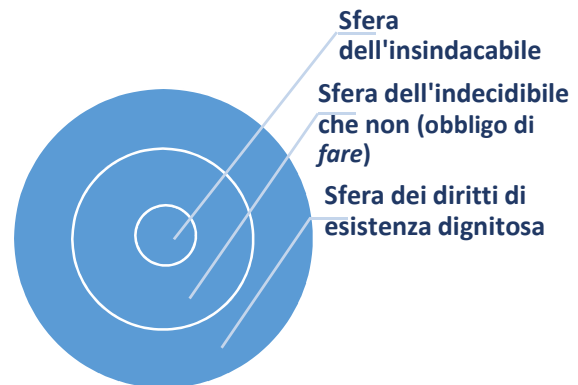 Sfera
dell'insindacabile
Sfera dell'indecidibile
che non (obbligo di
fare)
Sfera dei diritti di
esistenza dignitosa